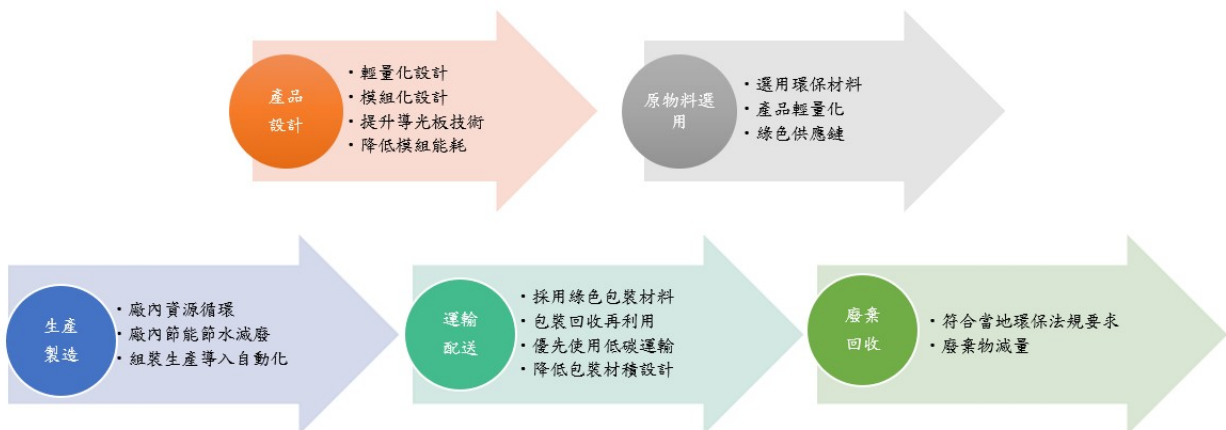 產品
設計
・輕量化設計
・模組化設計
・提升導光板技術
・降低模組能耗
原物料選
用
・選用環保材料
・產品輕量化
・綠色供應鏈
生產
製造
・廠內資源循環
・廠內節能節水減廢
・組裝生產導入自動化
運輸
配送
・採用綠色包裝材料
・包裝回收再利用
・優先使用低碳運輸
・降低包裝材積設計
廢棄
回收
・符合當地環保法規要求
・廢棄物減量